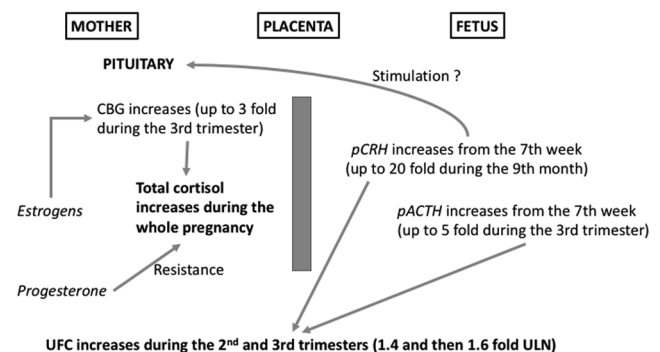 MOTHER
PLACENTA
FETUS
PITUITARY
Stimulation ?
CBG increases (up to 3 fold
during the 3rd trimester)
pCRH increases from the 7th week
(up to 20 fold during the 9th month)
Total cortisol
increases during the
whole pregnancy
Estrogens
pACTH increases from the 7th week
(up to 5 fold during the 3rd trimester)
Resistance
Progesterone
UFC increases during the 2nd and 3rd trimesters (1.4 and then 1.6 fold ULN)